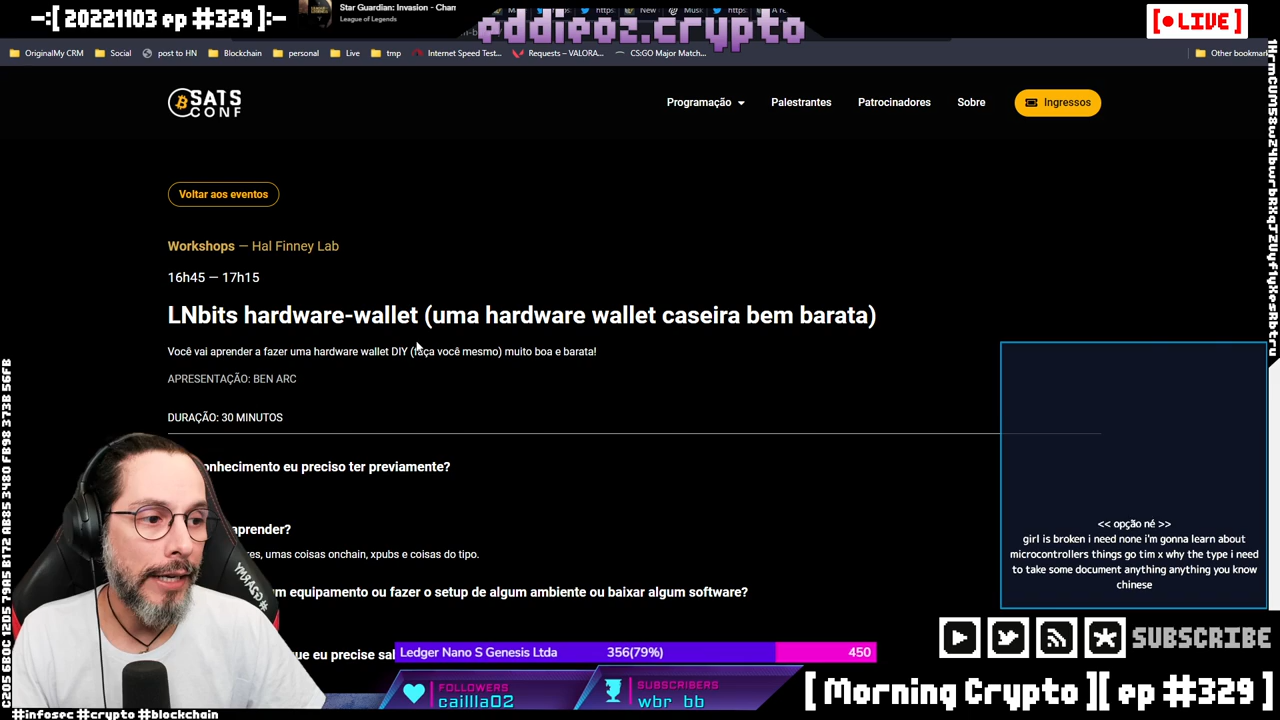 -:[ 20221103 ep #329 ]:-
Star Guardian: Invasion - Cham
League of Legends
eddieoz.crypto
[ LIVE ]
OriginalMy CRM
Social
post to HN
Blockchain
personal
Live
tmp
Internet Speed Test...
Requests – VALORA...
CS:GO Major Match...
Other bookmar
SATS
CONF
Programação
Palestrantes
Patrocinadores
Sobre
Ingressos
Voltar aos eventos
Workshops — Hal Finney Lab
16h45 — 17h15
LNbits hardware-wallet (uma hardware wallet caseira bem barata)
Você vai aprender a fazer uma hardware wallet DIY (faça você mesmo) muito boa e barata!
APRESENTAÇÃO: BEN ARC
DURAÇÃO: 30 MINUTOS
onhecimento eu preciso ter previamente?
aprender?
res, umas coisas onchain, xpubs e coisas do tipo.
m equipamento ou fazer o setup de algum ambiente ou baixar algum software?
ue eu precise sa
<< opção né >>
girl is broken i need none i'm gonna learn about
microcontrollers things go tim x why the type i need
to take some document anything anything you know
chinese
Ledger Nano S Genesis Ltda 356(79%) 450
FOLLOWERS
caillla02
SUBSCRIBERS
wbr_bb
SUBSCRIBE
[ Morning Crypto ][ ep #329 ]
#infosec #crypto #blockchain